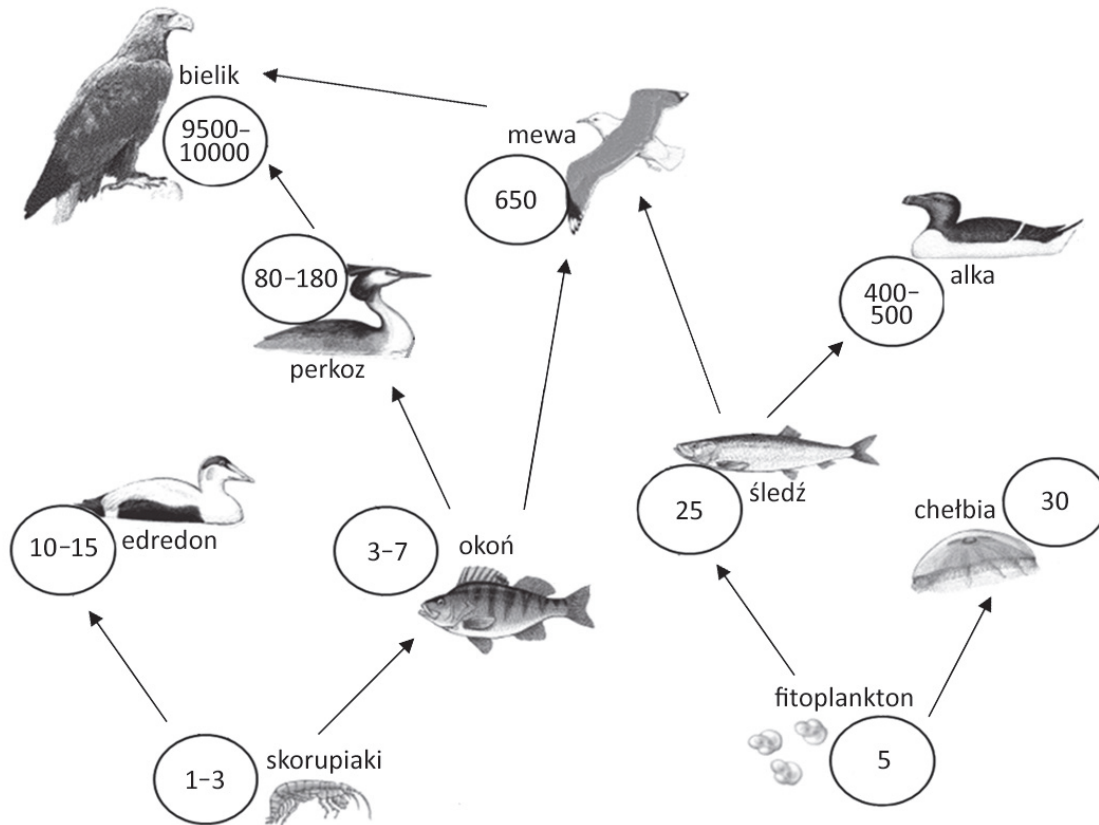 bielik
9500–
10000
mewa
650
80–180
perkoz
alka
400–
500
10–15
edredon
3–7
okoń
25
śledź
chełbia
30
1–3
skorupiaki
fitoplankton
5